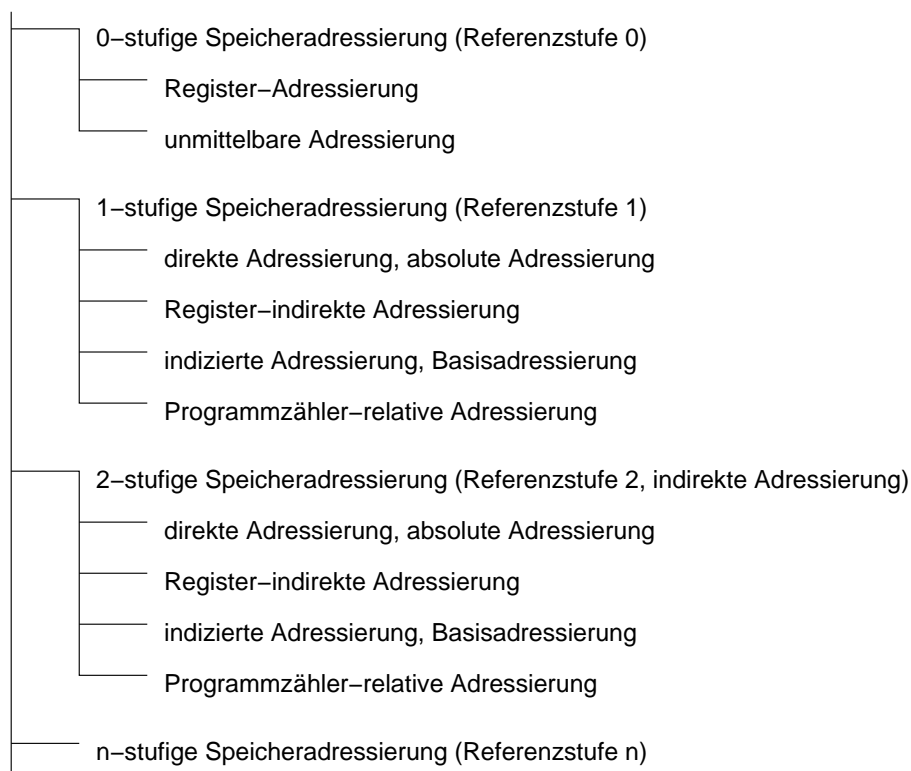 0−stufige Speicheradressierung (Referenzstufe 0)
Register−Adressierung
unmittelbare Adressierung
1−stufige Speicheradressierung (Referenzstufe 1)
direkte Adressierung, absolute Adressierung
Register−indirekte Adressierung
indizierte Adressierung, Basisadressierung
Programmzähler−relative Adressierung
2−stufige Speicheradressierung (Referenzstufe 2, indirekte Adressierung)
direkte Adressierung, absolute Adressierung
Register−indirekte Adressierung
indizierte Adressierung, Basisadressierung
Programmzähler−relative Adressierung
n−stufige Speicheradressierung (Referenzstufe n)